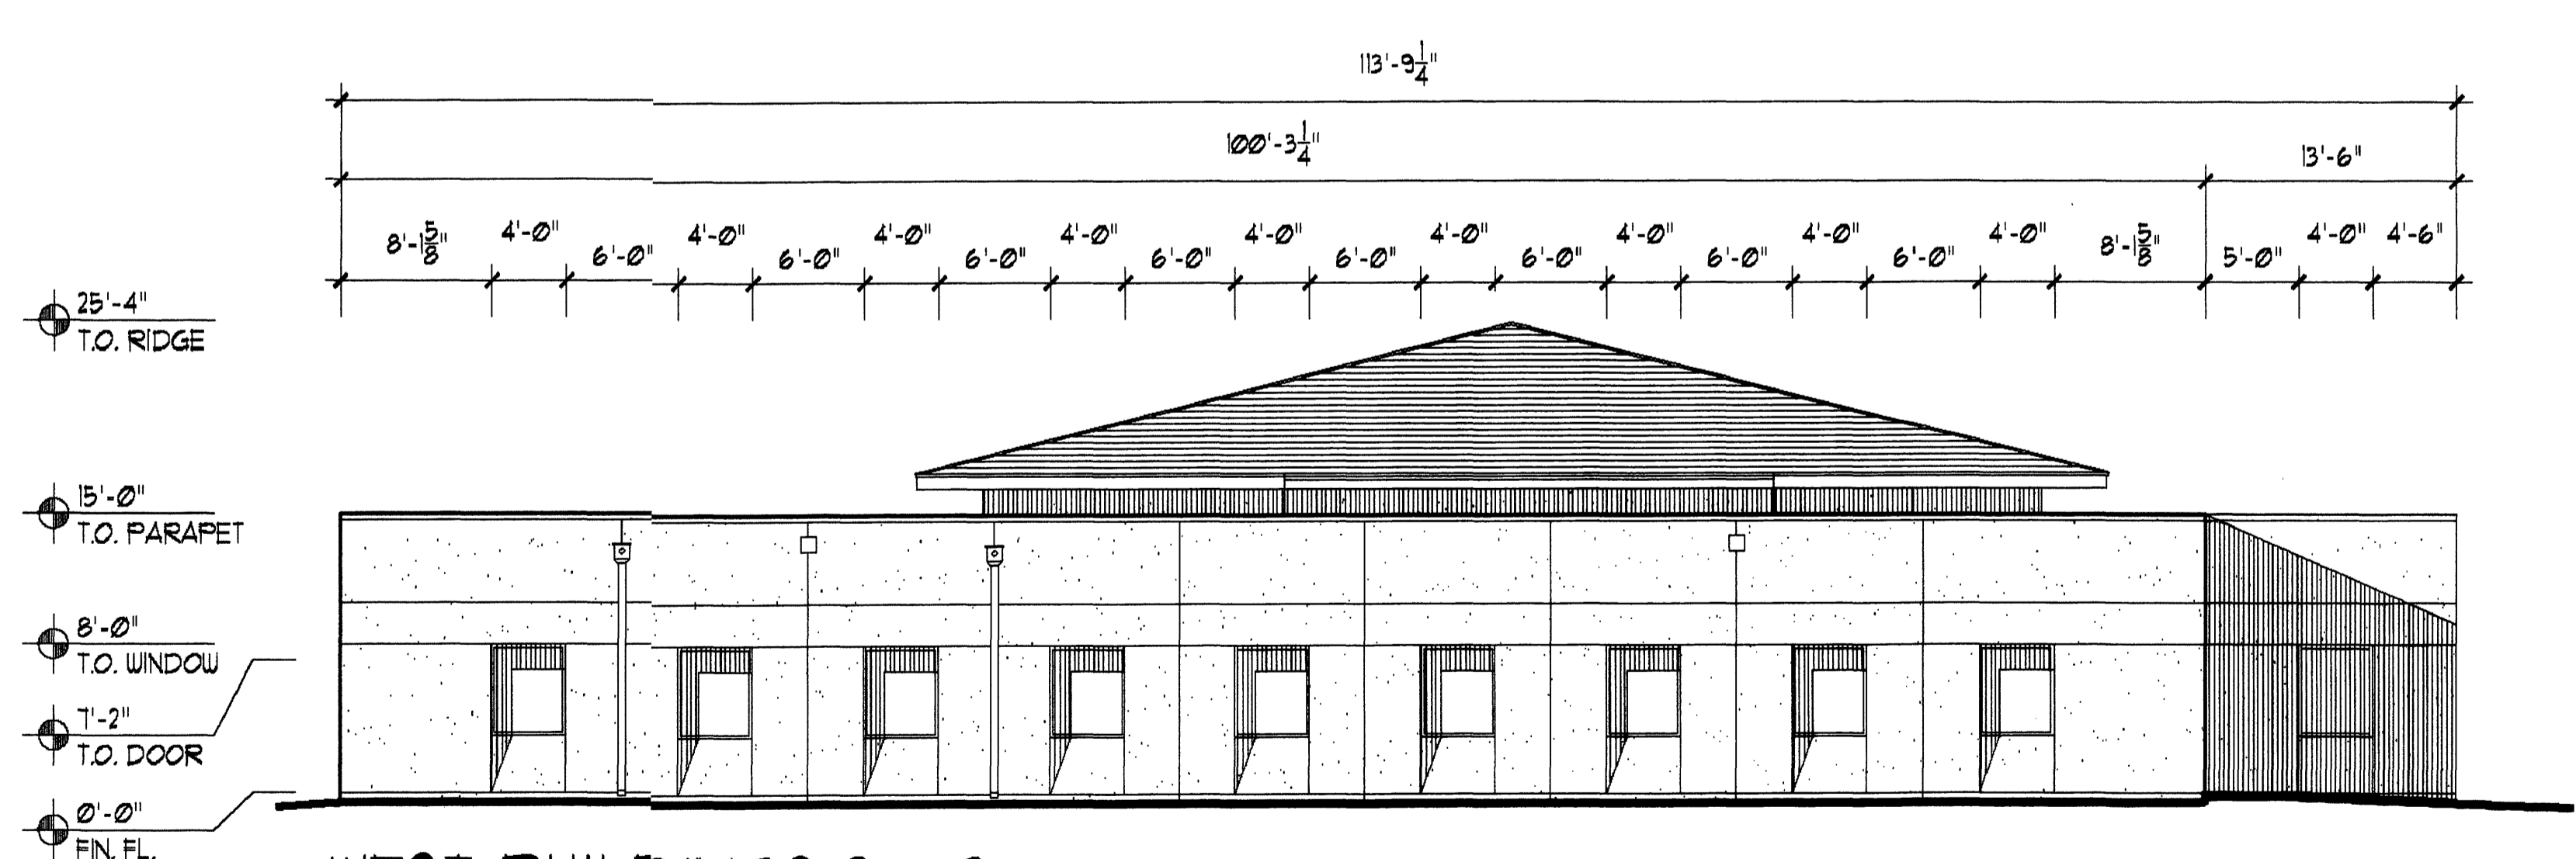 113'-9 1/4"
100'-3 1/4"
13'-6"
8'-1 5/8" 4'-0" 6'-0" 4'-0" 6'-0" 4'-0" 6'-0" 4'-0" 6'-0" 4'-0" 6'-0" 4'-0" 6'-0" 4'-0" 6'-0" 4'-0" 6'-0" 4'-0" 8'-1 5/8" 5'-0" 4'-0" 4'-6"
25'-4"
T.O. RIDGE
15'-0"
T.O. PARAPET
8'-0"
T.O. WINDOW
7'-2"
T.O. DOOR
0'-0"
FIN. FL.